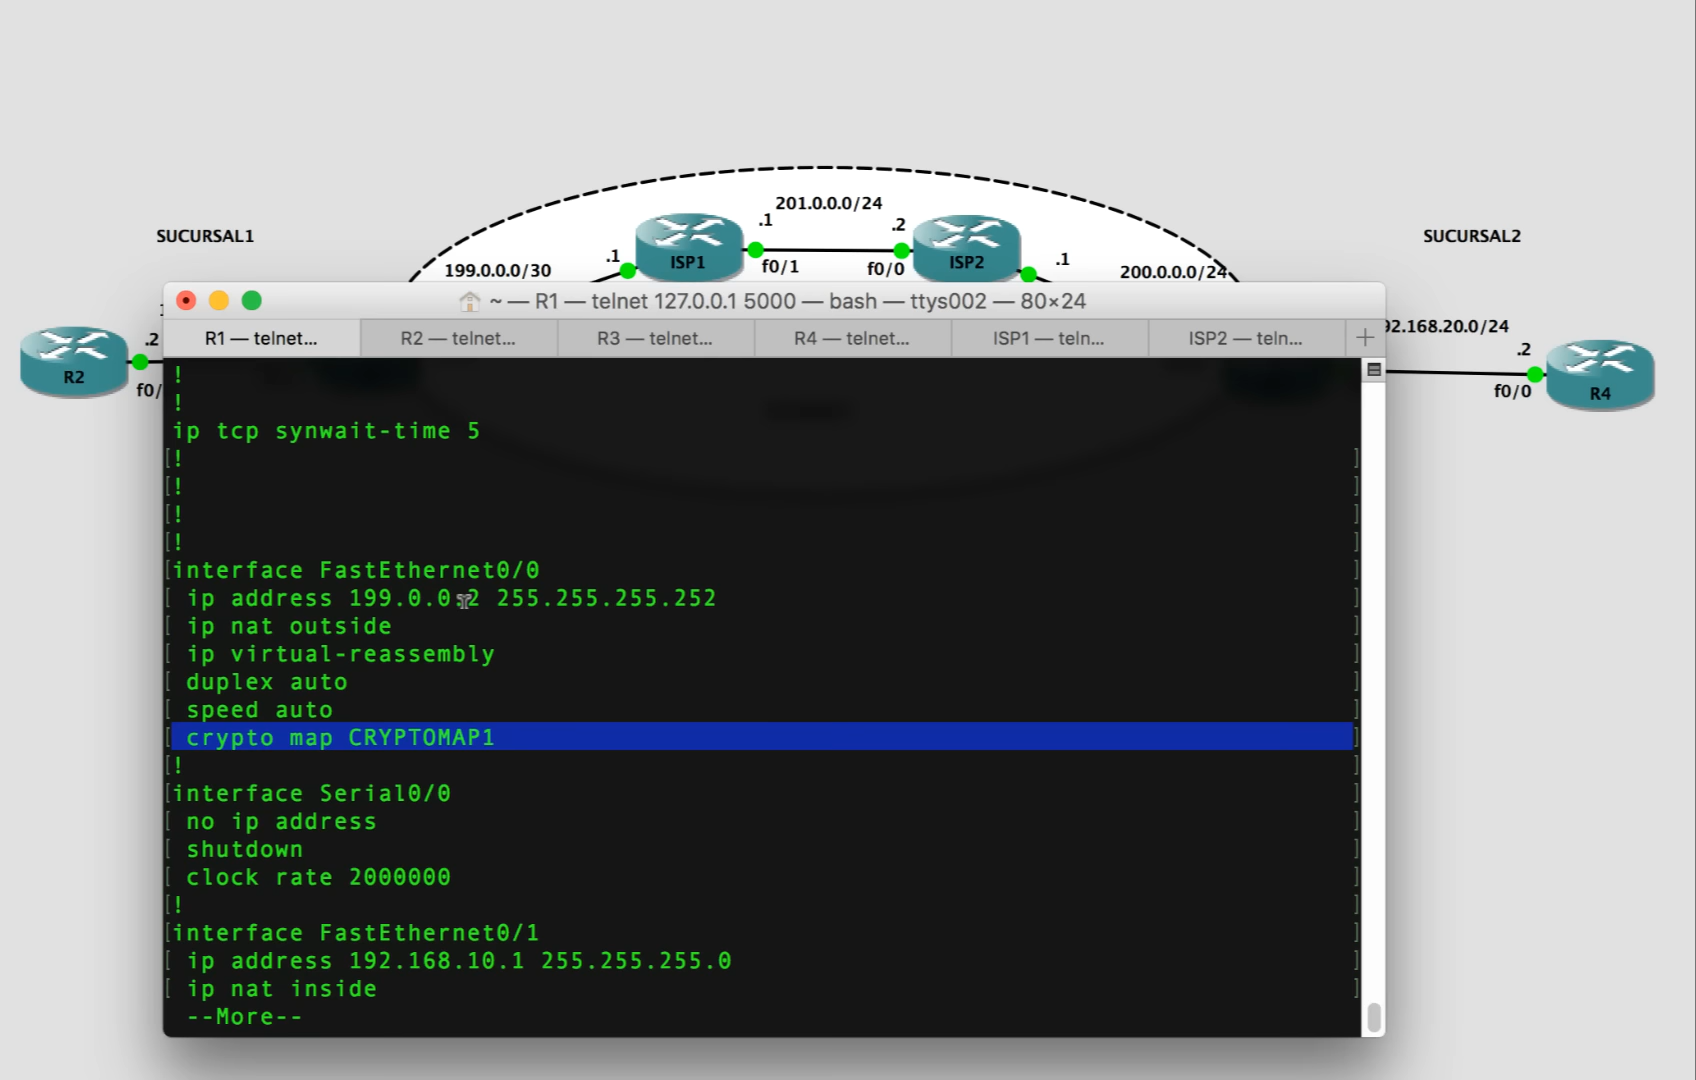 201.0.0.0/24
.1
.2
SUCURSAL1
SUCURSAL2
.1
ISP1
f0/1
f0/0
ISP2
.1
199.0.0.0/30
200.0.0.0/24
~ — R1 — telnet 127.0.0.1 5000 — bash — ttys002 — 80×24
R1 — telnet...
R2 — telnet...
R3 — telnet...
R4 — telnet...
ISP1 — teln...
ISP2 — teln...
+
92.168.20.0/24
.2
R2
f0/
.2
f0/0
R4
!
!
ip tcp synwait-time 5
[! ]
[! ]
[! ]
[! ]
[interface FastEthernet0/0 ]
[ ip address 199.0.0.2 255.255.255.252 ]
[ ip nat outside ]
[ ip virtual-reassembly ]
[ duplex auto ]
[ speed auto ]
[ crypto map CRYPTOMAP1 ]
[! ]
[interface Serial0/0 ]
[ no ip address ]
[ shutdown ]
[ clock rate 2000000 ]
[! ]
[interface FastEthernet0/1 ]
[ ip address 192.168.10.1 255.255.255.0 ]
[ ip nat inside ]
--More--